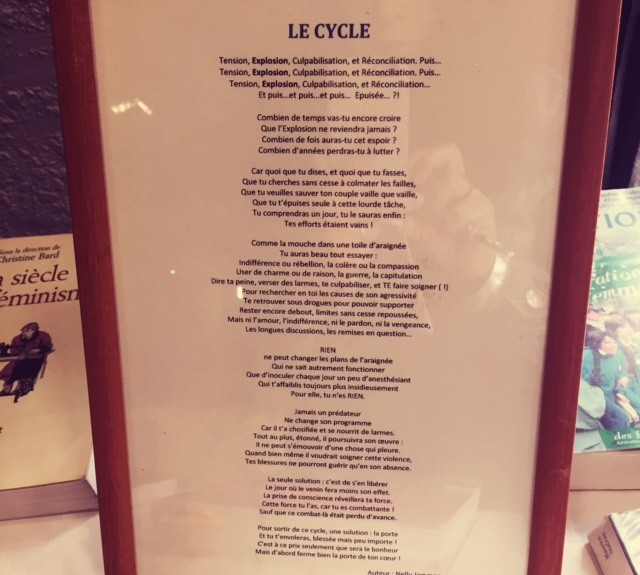 LE CYCLE
Tension, Explosion, Culpabilisation, et Réconciliation. Puis...
Tension, Explosion, Culpabilisation, et Réconciliation. Puis...
Tension, Explosion, Culpabilisation et Réconciliation...
Et puis...et puis...et puis... Epuisée... ?!
Combien de temps vas-tu encore croire
Que l'Explosion ne reviendra jamais ?
Combien de fois auras-tu cet espoir ?
Combien d'années perdras-tu à lutter ?
Car quoi que tu dises, et quoi que tu fasses,
Que tu cherches sans cesse à colmater les failles,
Que tu veuilles sauver ton couple vaille que vaille,
Que tu t'épuises seule à cette lourde tâche,
Tu comprendras un jour, tu le sauras enfin :
Tes efforts étaient vains !
Comme la mouche dans une toile d'araignée
Tu auras beau tout essayer :
Indifférence ou rébellion, la colère ou la compassion
User de charme ou de raison, la guerre, la capitulation
Dire ta peine, verser des larmes, te culpabiliser, et TE faire soigner ( !)
Pour rechercher en toi les causes de son agressivité
Te retrouver sous drogues pour pouvoir supporter
Rester encore debout, limites sans cesse repoussées,
Mais ni l'amour, l'indifférence, ni le pardon, ni la vengeance,
Les longues discussions, les remises en question...
RIEN
ne peut changer les plans de l'araignée
Qui ne sait autrement fonctionner
Que d'inoculer chaque jour un peu d'anesthésiant
Qui t'affaiblis toujours plus insidieusement
Pour elle, tu n'es RIEN.
Jamais un prédateur
Ne change son programme
Car il t'a chosifiée et se nourrit de larmes.
Tout au plus, étonné, il poursuivra son œuvre :
Il ne peut s'émouvoir d'une chose qui pleure.
Quand bien même il voudrait soigner cette violence,
Tes blessures ne pourront guérir qu'en son absence.
La seule solution : c'est de s'en libérer
Le jour où le venin fera moins son effet.
La prise de conscience réveillera ta force.
Cette force tu l'as, car tu es combattante !
Sauf que ce combat-là était perdu d'avance.
Pour sortir de ce cycle, une solution : la porte
Et tu t'envoleras, blessée mais peu importe !
C'est à ce prix seulement que sera le bonheur
Mais d'abord ferme bien la porte de ton cœur !
Auteur : Nelly
sous la direction de
Christine Bard
siècle
féminism